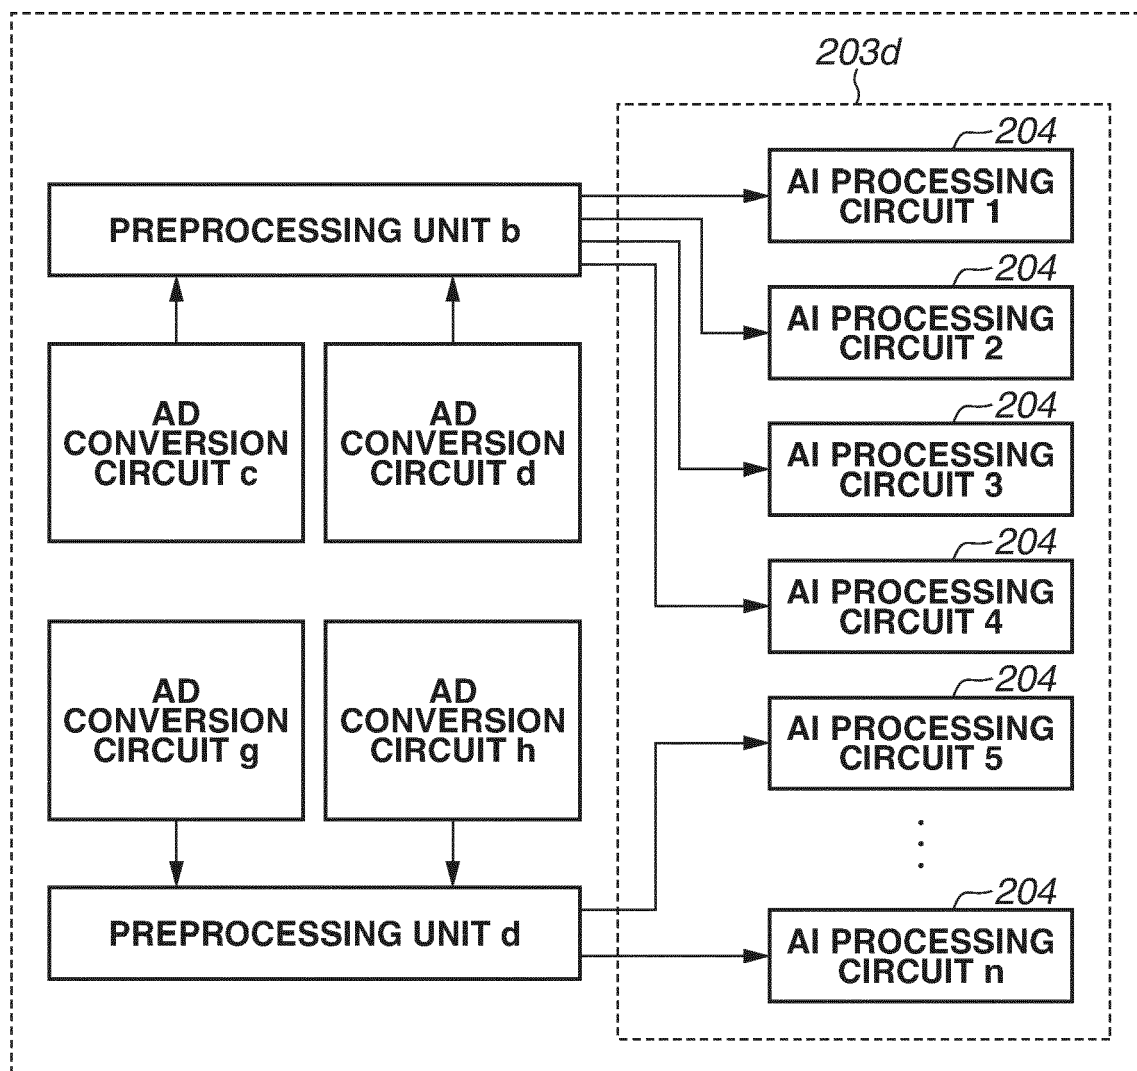 203d
204
AI PROCESSING
CIRCUIT 1
PREPROCESSING UNIT b
204
AI PROCESSING
CIRCUIT 2
AD
CONVERSION
CIRCUIT c
AD
CONVERSION
CIRCUIT d
204
AI PROCESSING
CIRCUIT 3
204
AI PROCESSING
CIRCUIT 4
AD
CONVERSION
CIRCUIT g
AD
CONVERSION
CIRCUIT h
204
AI PROCESSING
CIRCUIT 5
PREPROCESSING UNIT d
204
AI PROCESSING
CIRCUIT n